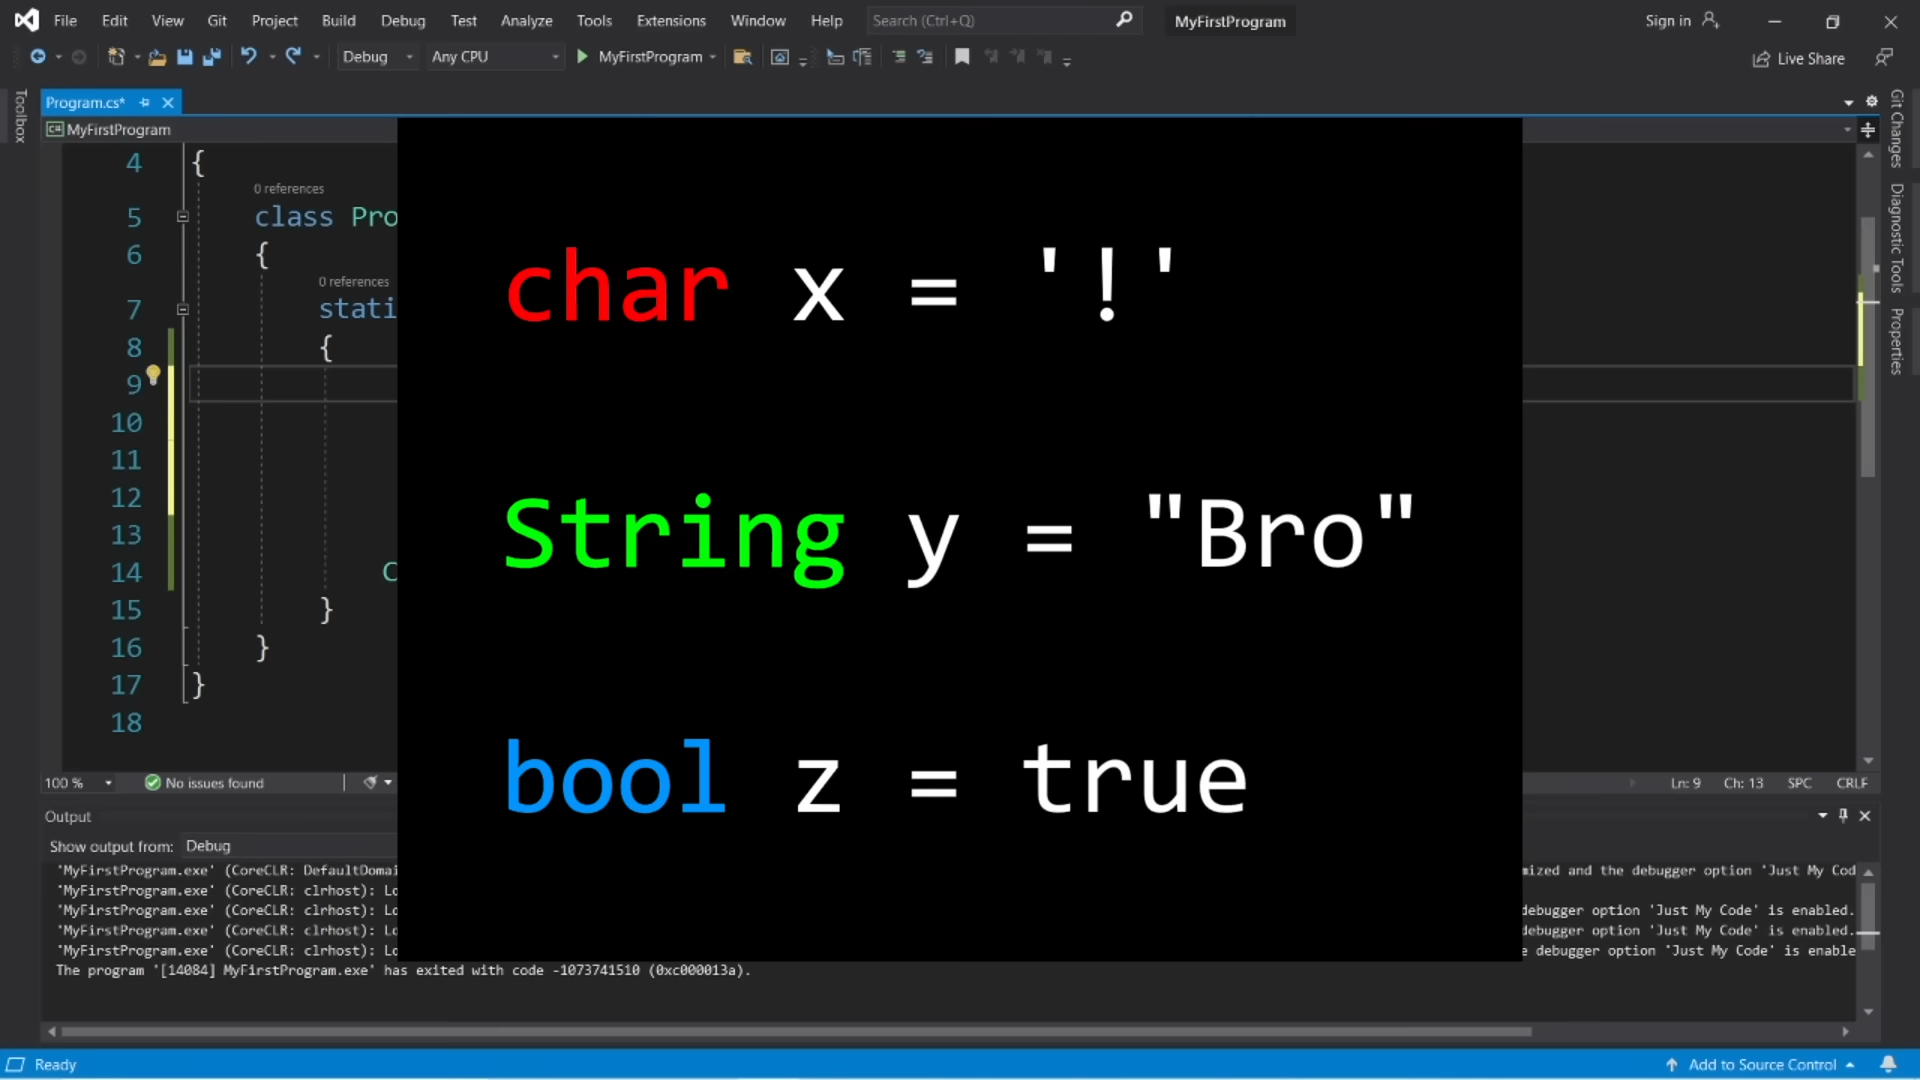 File Edit View Git Project Build Debug Test Analyze Tools Extensions Window Help Search (Ctrl+Q) MyFirstProgram Sign in
Debug Any CPU MyFirstProgram Live Share
Toolbox
Program.cs*
C# MyFirstProgram
4 {
0 references
5 class Pro
6 {
0 references
7 stati
8 {
9
10
11
12
13
14 C
15 }
16 }
17 }
18
char x = '!'
String y = "Bro"
bool z = true
Git Changes
Diagnostic Tools
Properties
100 % No issues found Ln: 9 Ch: 13 SPC CRLF
Output
Show output from: Debug
'MyFirstProgram.exe' (CoreCLR: DefaultDomai mized and the debugger option 'Just My Cod
'MyFirstProgram.exe' (CoreCLR: clrhost): Lo
'MyFirstProgram.exe' (CoreCLR: clrhost): Lo debugger option 'Just My Code' is enabled.
'MyFirstProgram.exe' (CoreCLR: clrhost): Lo debugger option 'Just My Code' is enabled.
'MyFirstProgram.exe' (CoreCLR: clrhost): Lo e debugger option 'Just My Code' is enable
The program '[14084] MyFirstProgram.exe' has exited with code -1073741510 (0xc000013a).
Ready Add to Source Control